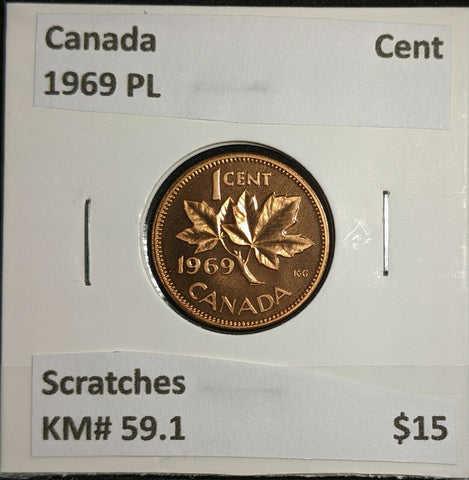 Canada Cent
1969 PL
1 CENT
1969 KG
CANADA
Scratches
KM# 59.1 $15